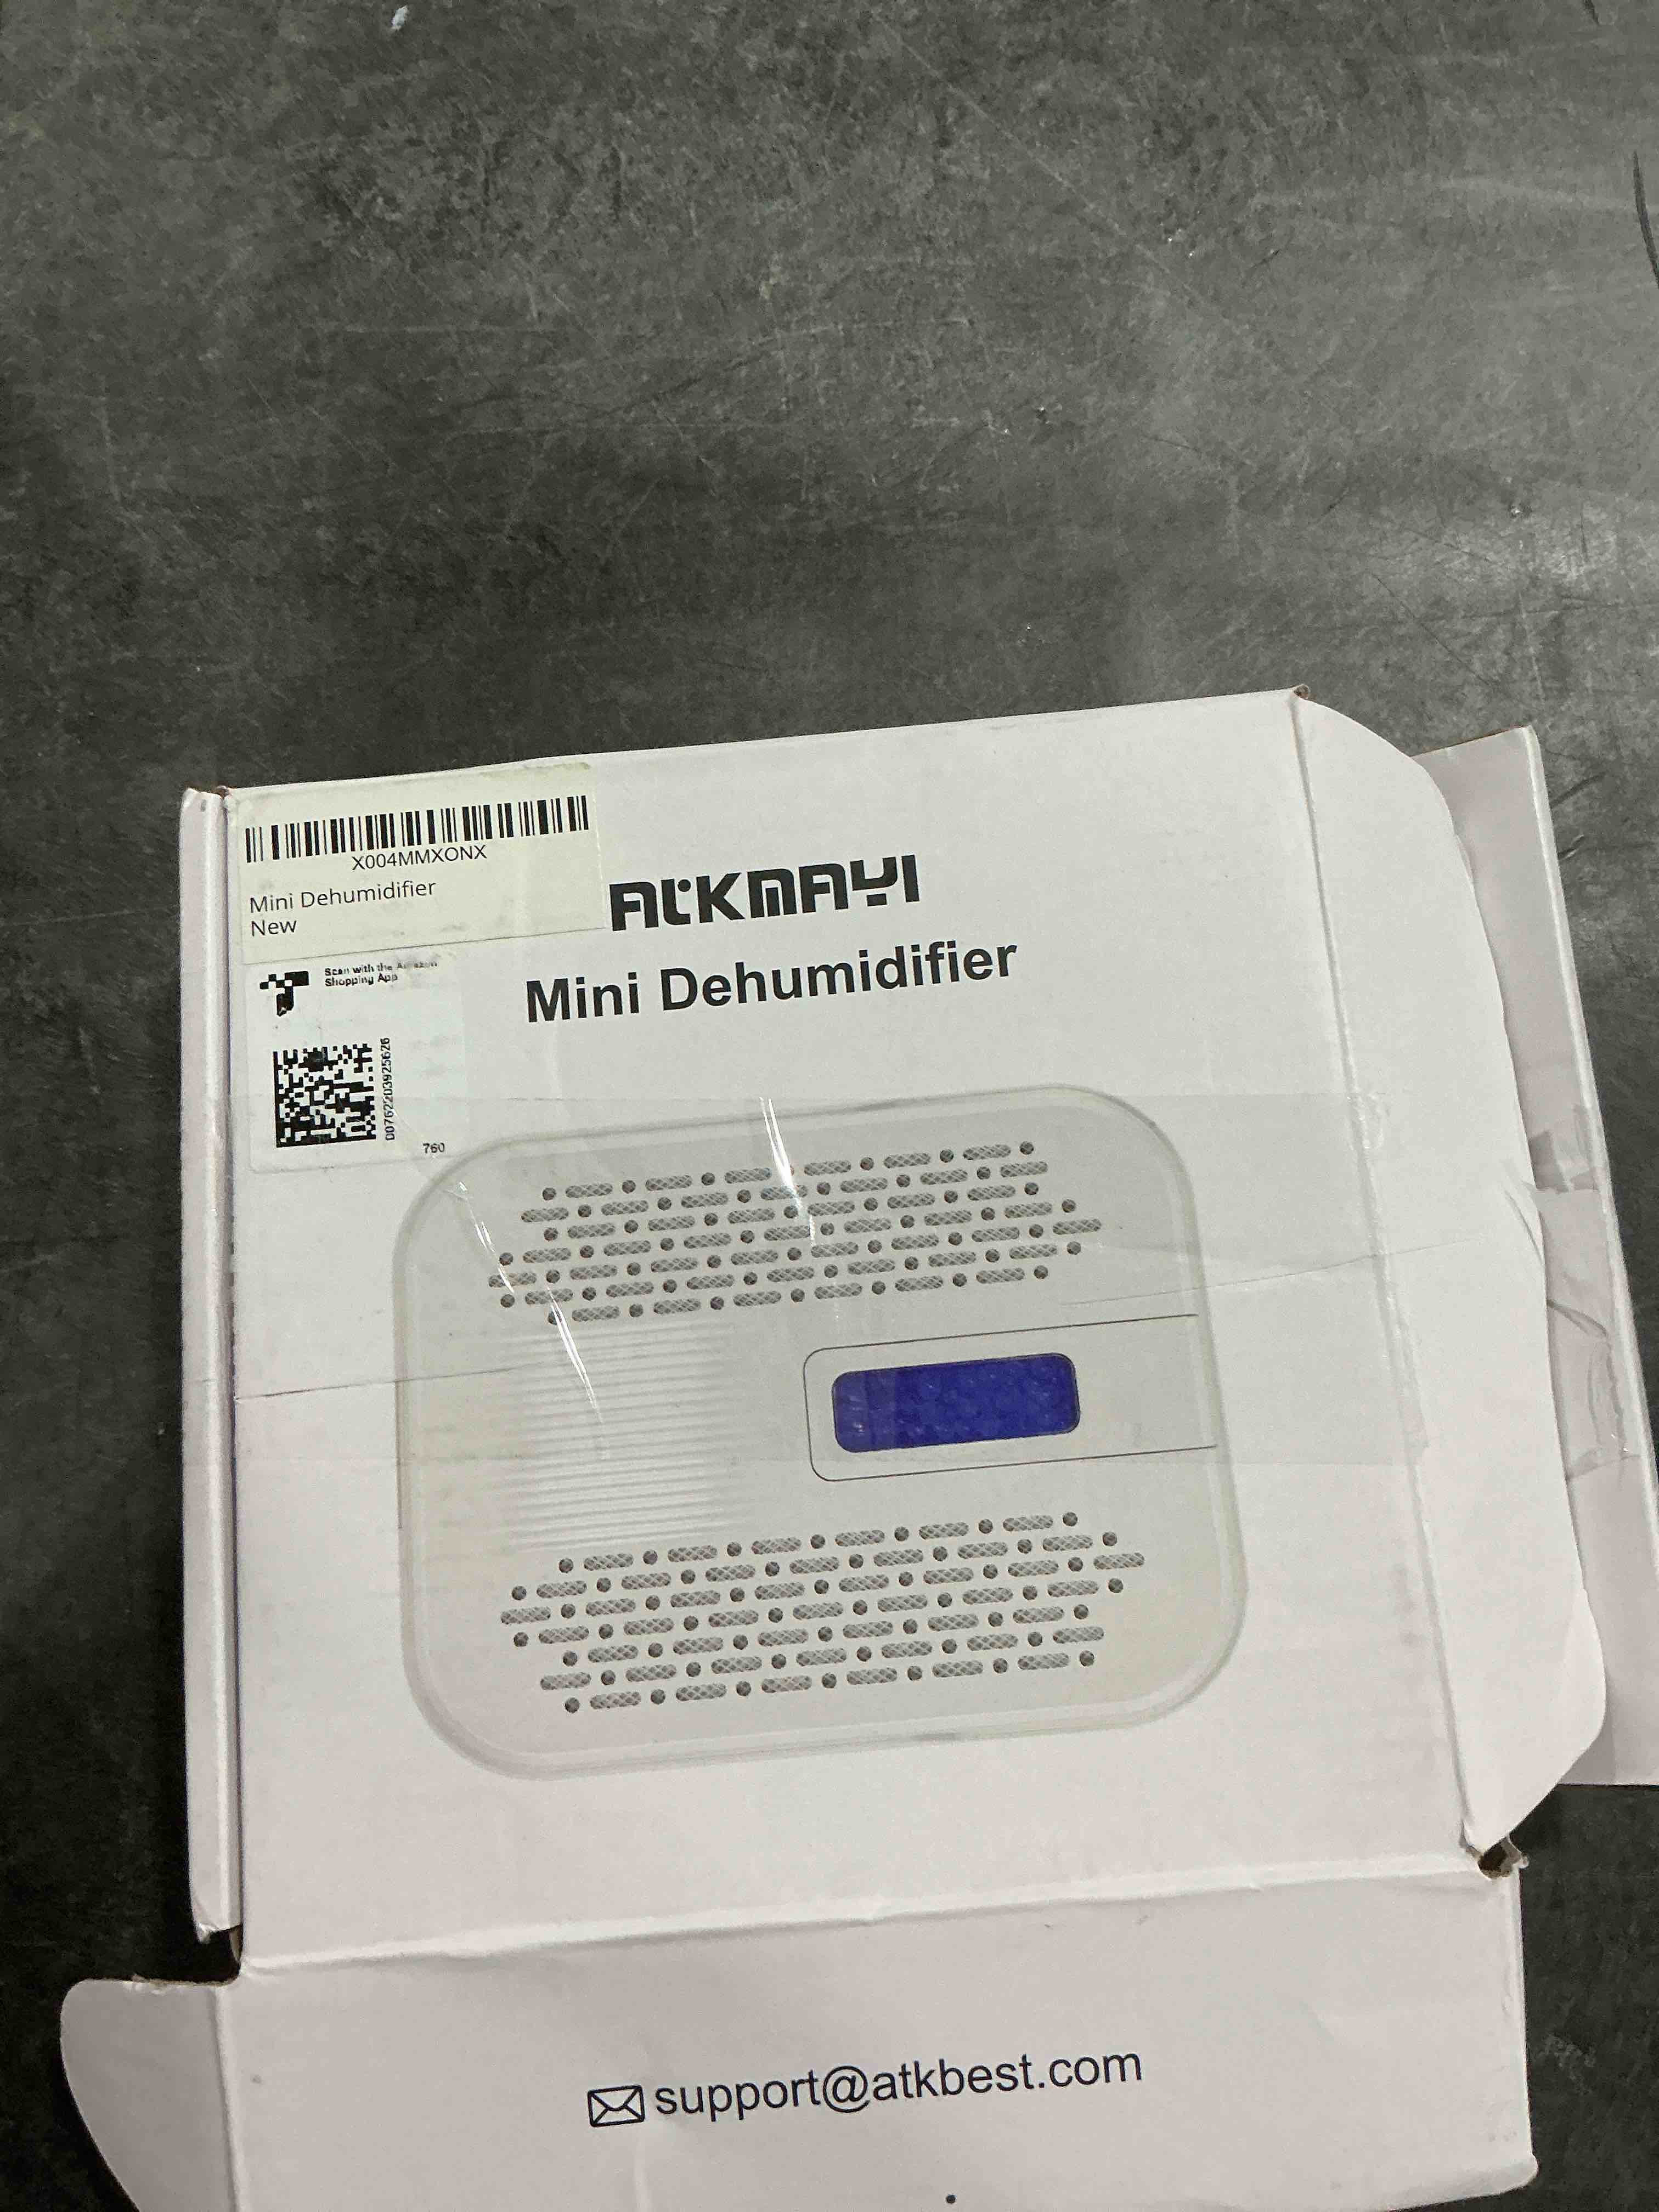 X004MMXONX
Mini Dehumidifier
New
ATKMAYI
Mini Dehumidifier
Scan with the Amazon
Shopping App
760
support@atkbest.com